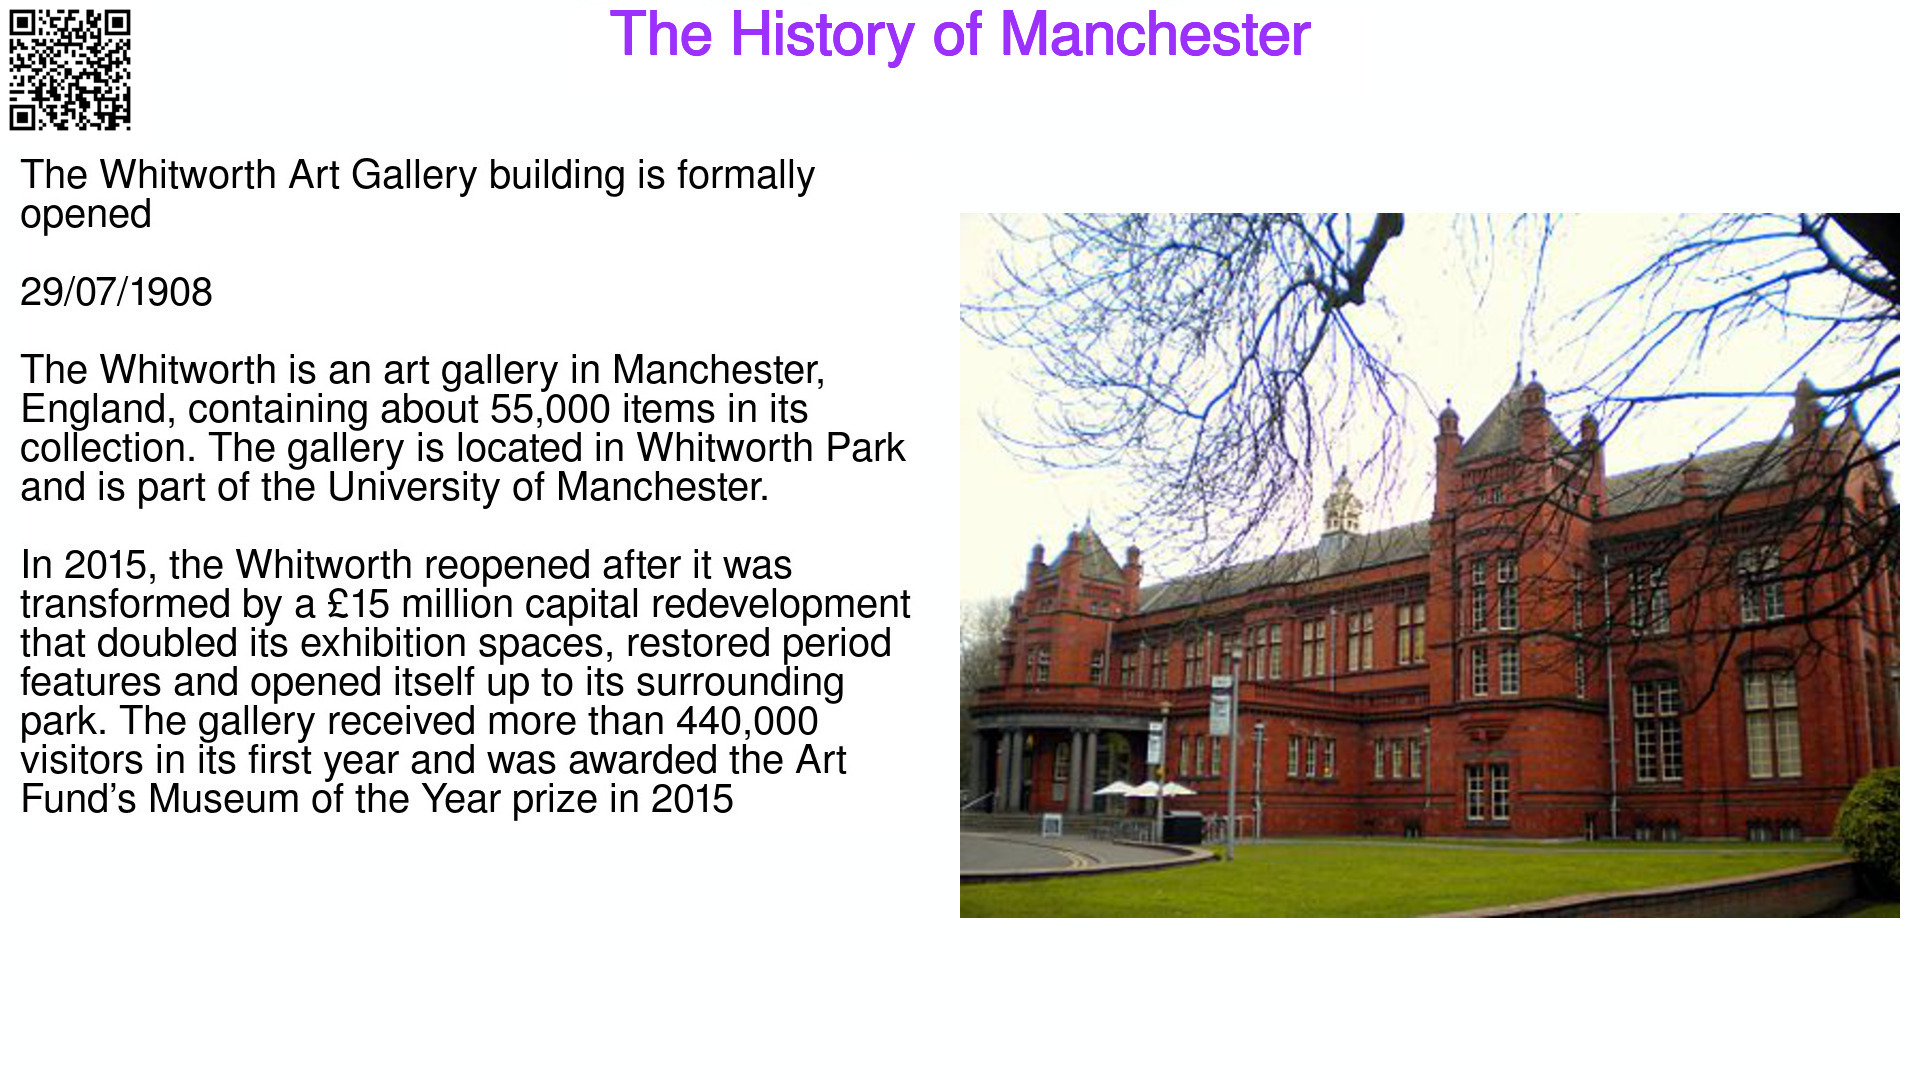 The History of Manchester
The Whitworth Art Gallery building is formally
opened
29/07/1908
The Whitworth is an art gallery in Manchester,
England, containing about 55,000 items in its
collection. The gallery is located in Whitworth Park
and is part of the University of Manchester.
In 2015, the Whitworth reopened after it was
transformed by a £15 million capital redevelopment
that doubled its exhibition spaces, restored period
features and opened itself up to its surrounding
park. The gallery received more than 440,000
visitors in its first year and was awarded the Art
Fund’s Museum of the Year prize in 2015